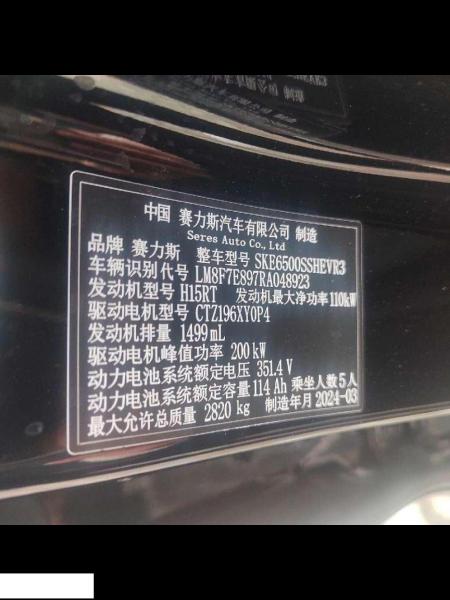 中国 赛力斯汽车有限公司 制造
Seres Auto Co., Ltd
品牌 赛力斯 整车型号 SKE6500SSHEVR3
车辆识别代号 LM8F7E897RA048923
发动机型号 H15RT 发动机最大净功率 110kW
驱动电机型号 CTZ196XY0P4
发动机排量 1499mL
驱动电机峰值功率 200 kW
动力电池系统额定电压 351.4 V
动力电池系统额定容量 114 Ah 乘坐人数 5 人
最大允许总质量 2820 kg 制造年月 2024-03